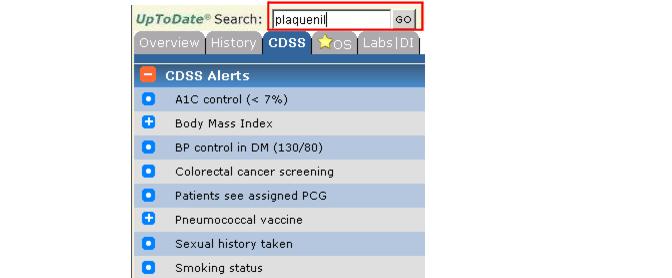 UpToDate® Search: plaquenil GO
Overview History CDSS OS Labs|DI
CDSS Alerts
A1C control (< 7%)
Body Mass Index
BP control in DM (130/80)
Colorectal cancer screening
Patients see assigned PCG
Pneumococcal vaccine
Sexual history taken
Smoking status